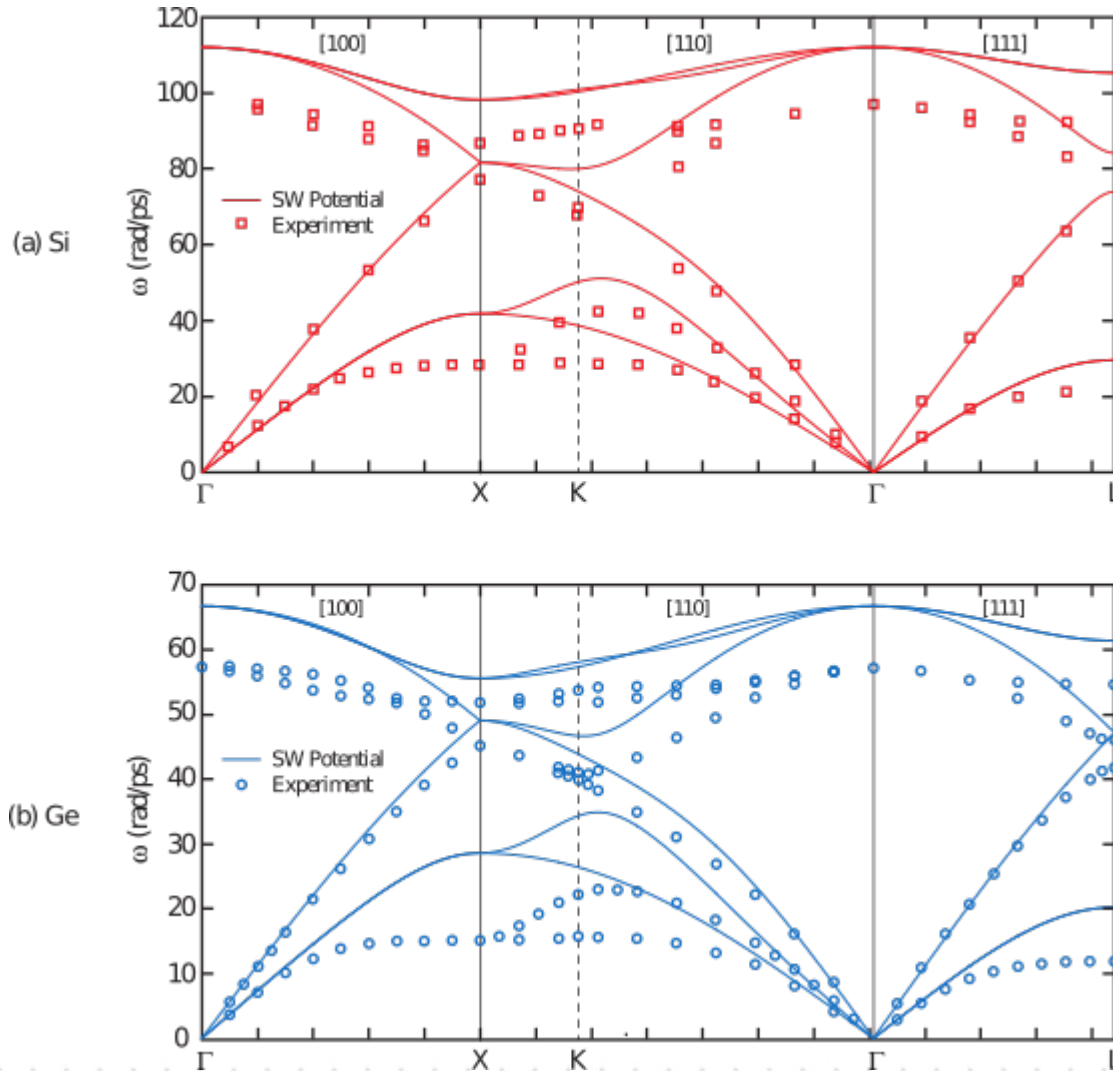 120
[100] [110] [111]
100
80
SW Potential
Experiment
(a) Si
ω (rad/ps)
60
40
20
0
Γ X K Γ L
70
[100] [110] [111]
60
50
SW Potential
Experiment
40
(b) Ge
ω (rad/ps)
30
20
10
0
Γ X K Γ L